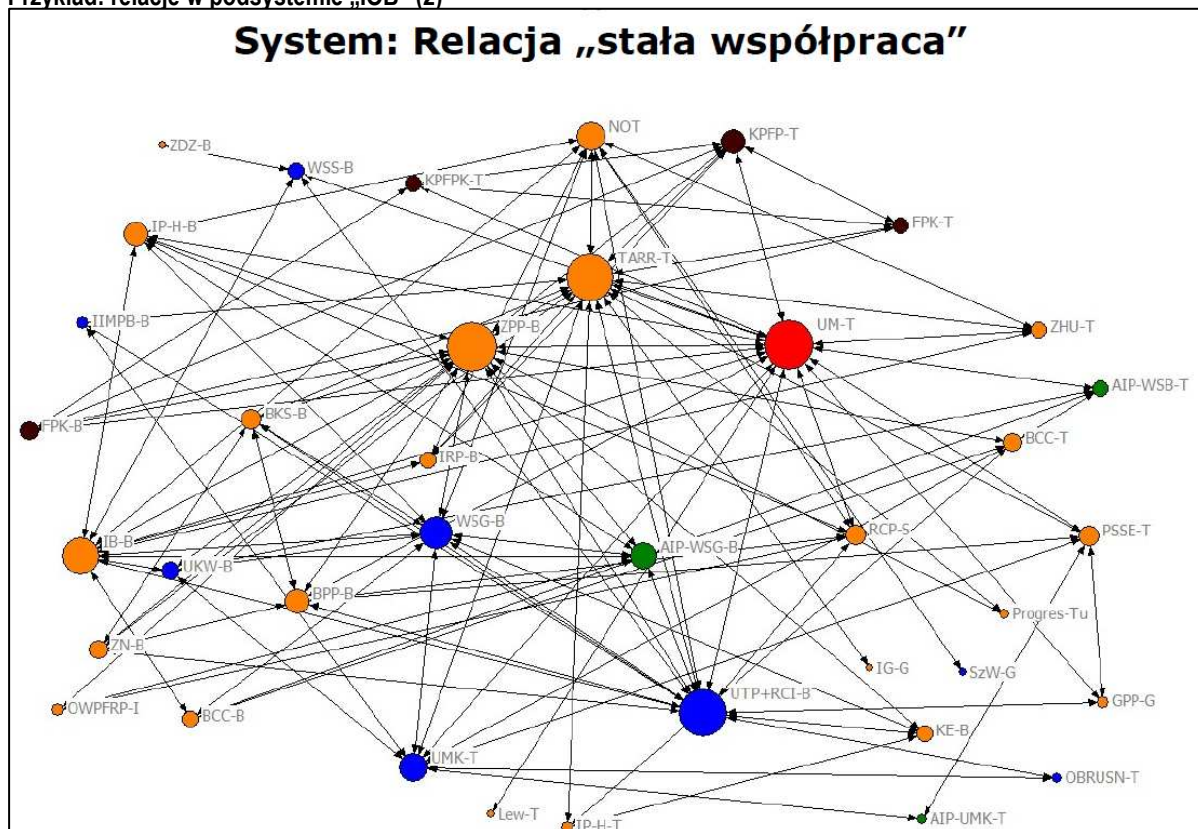 Przykład: relacje w podsystemie „IOB” (2)
System: Relacja „stała współpraca”
NOT
KPFP-T
ZDZ-B
WSS-B
KPFPK-T
FPK-T
IP-H-B
TARR-T
IIMPB-B
ZPP-B
UM-T
ZHU-T
AIP-WSB-T
FPK-B
BKS-B
BCC-T
IRP-B
WSG-B
RCP-S
PSSE-T
IB-B
AIP-WSG-B
UKW-B
BPP-B
Progres-Tu
ZN-B
IG-G
SzW-G
OWPFRP-I
BCC-B
UTP+RCI-B
GPP-G
KE-B
UMK-T
OBRUSN-T
Lew-T
IP-H-T
AIP-UMK-T